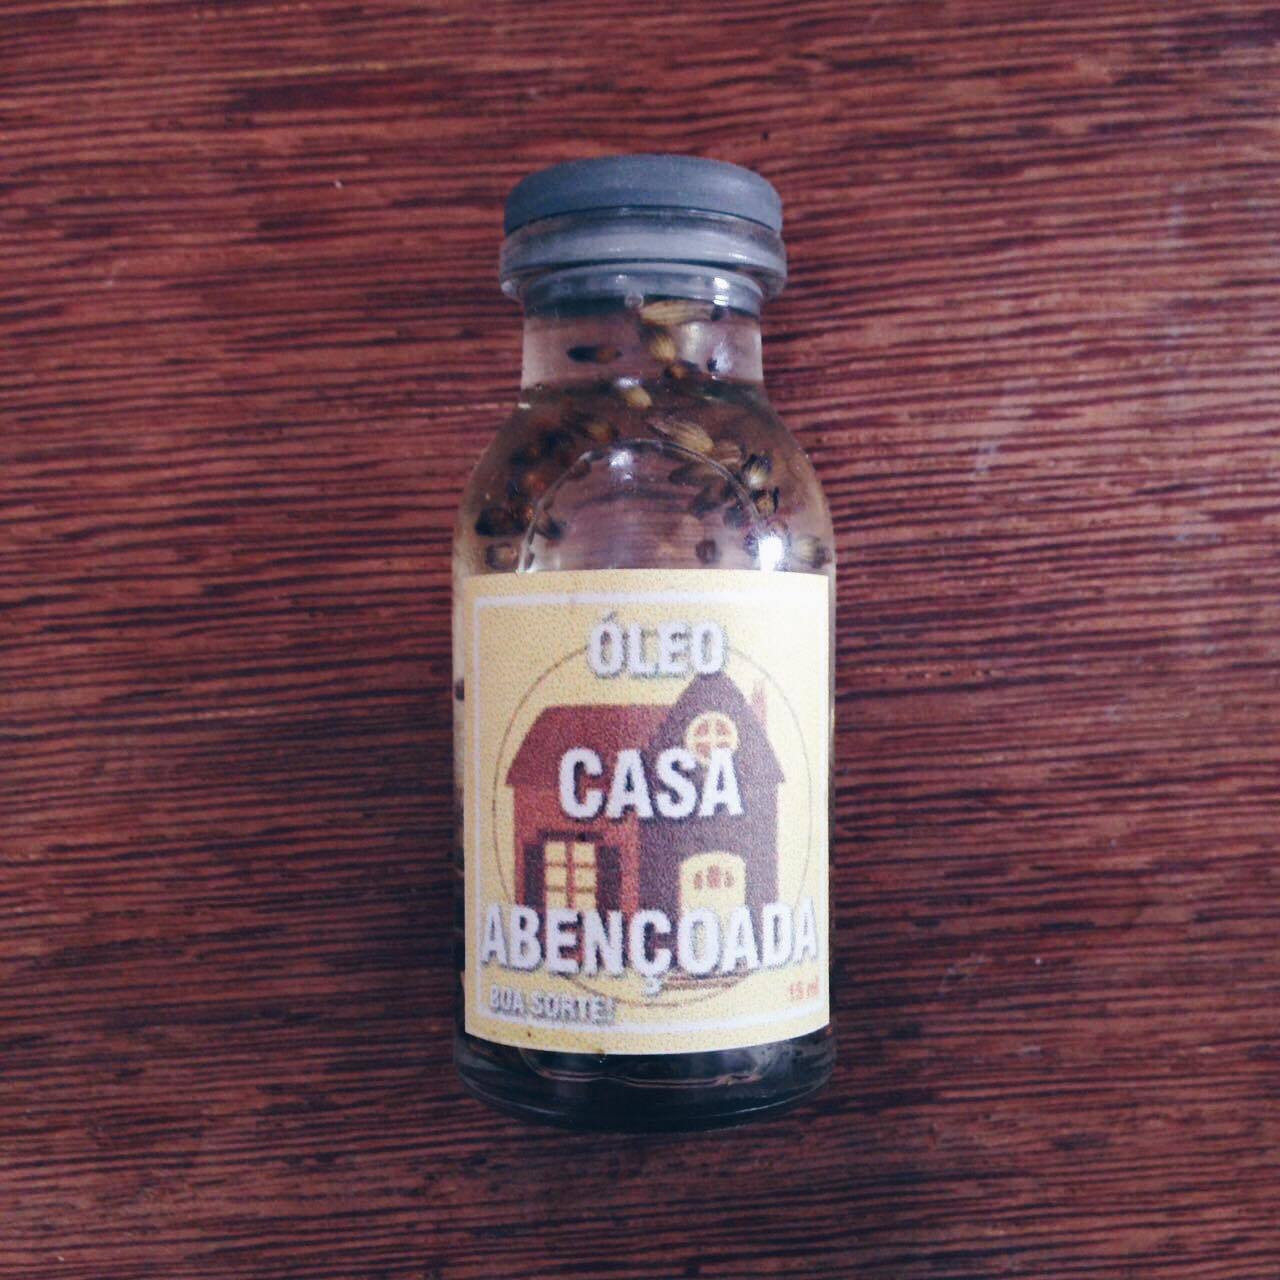 ÓLEO
CASA
ABENÇOADA
BOA SORTE!
15 ml